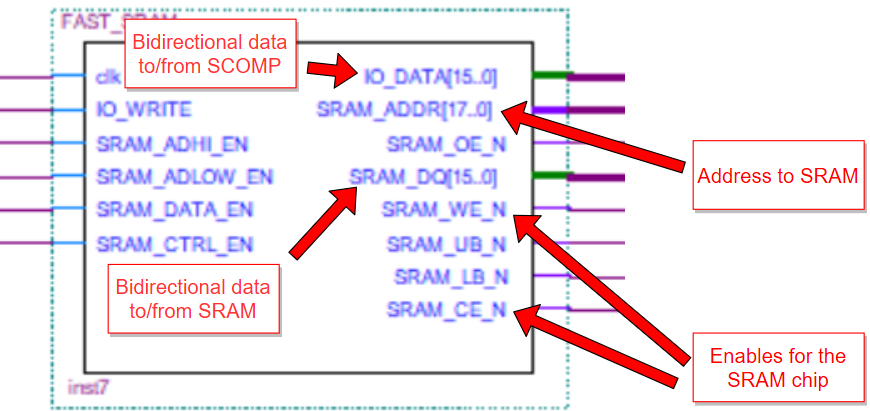 FAST_SRAM
Bidirectional data
to/from SCOMP
clk
IO_DATA[15..0]
IO_WRITE
SRAM_ADDR[17..0]
SRAM_ADHI_EN
SRAM_OE_N
SRAM_ADLOW_EN
SRAM_DQ[15..0]
Address to SRAM
SRAM_DATA_EN
SRAM_WE_N
SRAM_CTRL_EN
SRAM_UB_N
SRAM_LB_N
Bidirectional data
to/from SRAM
SRAM_CE_N
Enables for the
SRAM chip
inst7